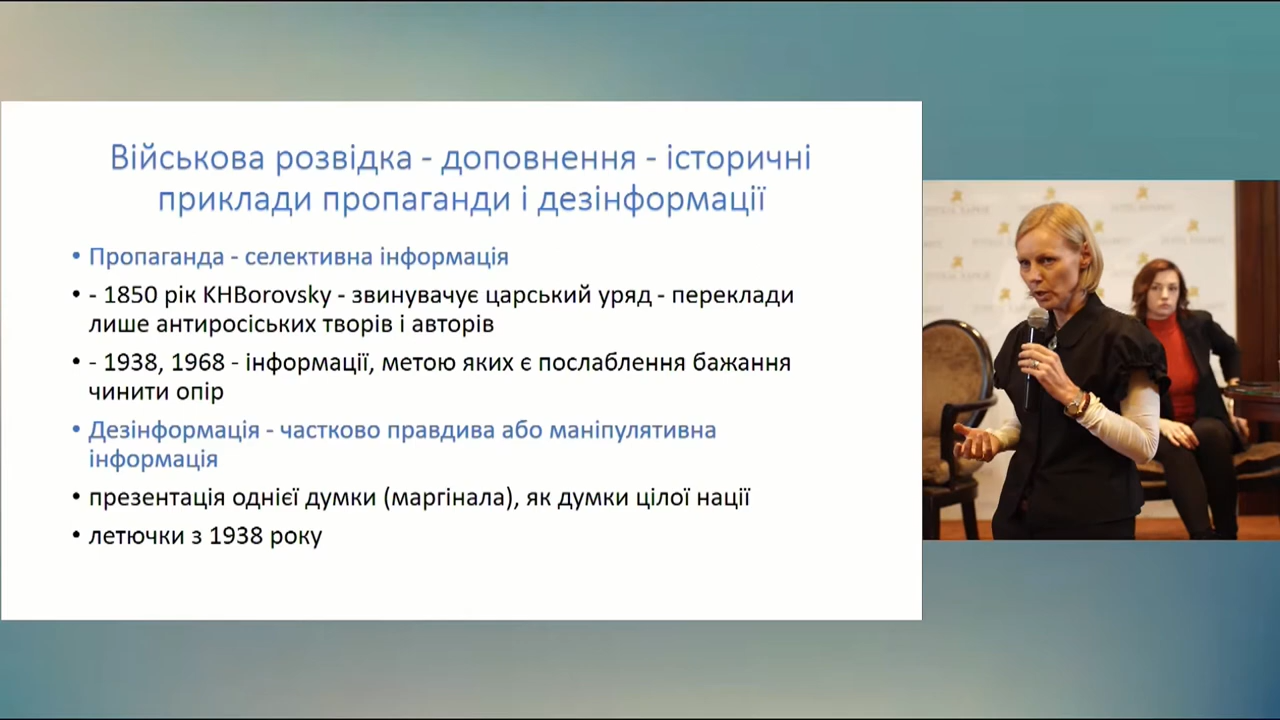 Військова розвідка - доповнення - історичні
приклади пропаганди і дезінформації
• Пропаганда - селективна інформація
• - 1850 рік KHBorovsky - звинувачує царський уряд - переклади
лише антиросіських творів і авторів
• - 1938, 1968 - інформації, метою яких є послаблення бажання
чинити опір
• Дезінформація - частково правдива або маніпулятивна
інформація
• презентація однієї думки (маргінала), як думки цілої нації
• летючки з 1938 року